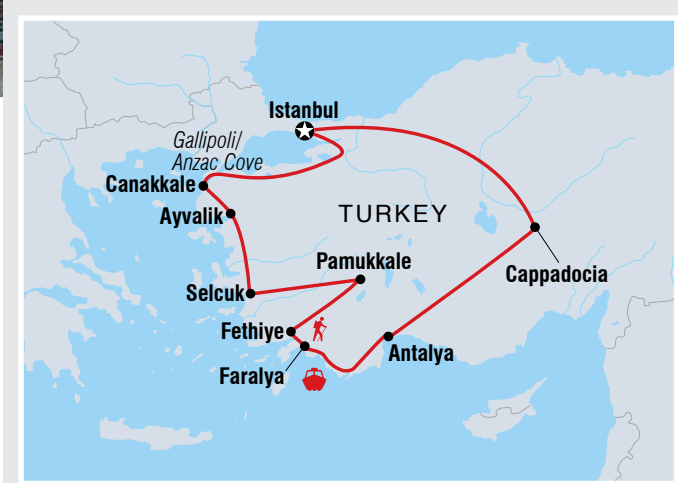 Istanbul
Gallipoli/
Anzac Cove
Canakkale
Ayvalik
TURKEY
Pamukkale
Cappadocia
Selcuk
Fethiye
Antalya
Faralya